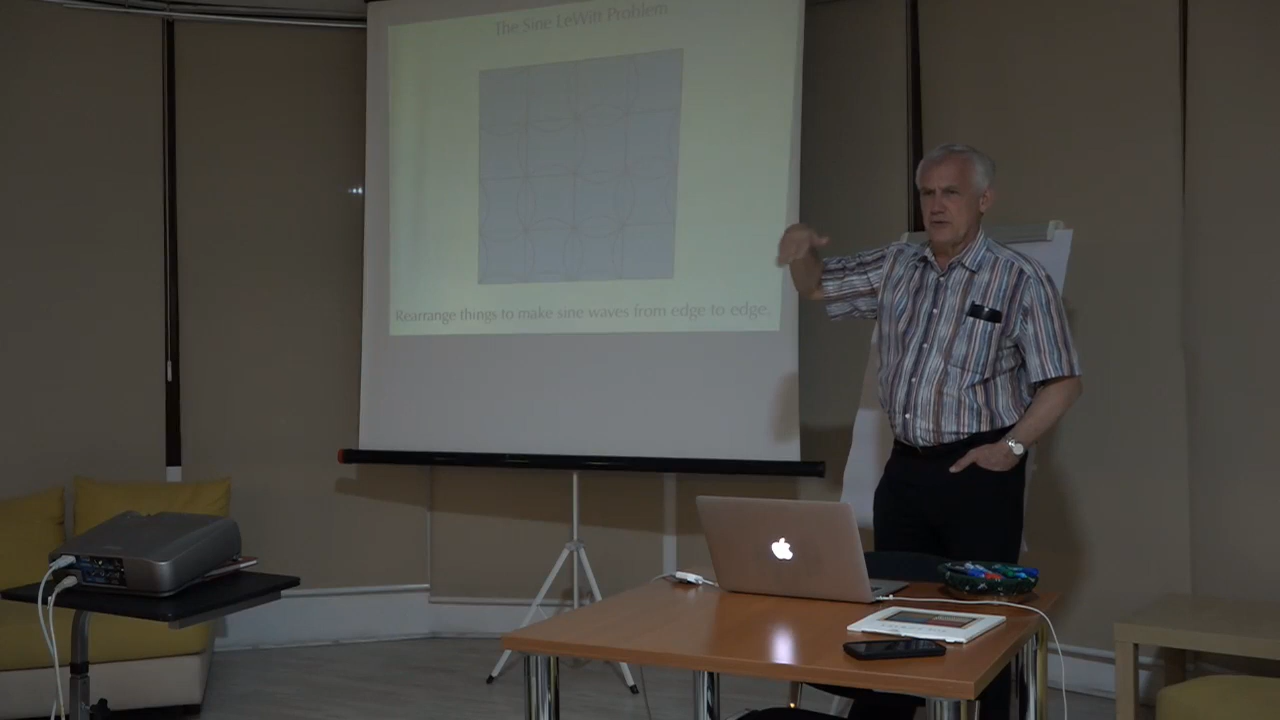 The Sine LeWitt Problem
Rearrange things to make sine waves from edge to edge.